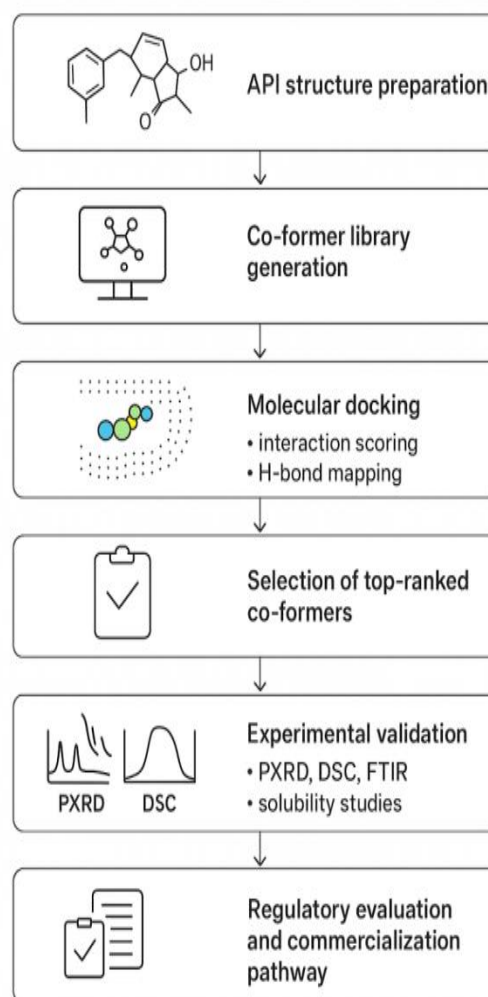 OH
O
API structure preparation
Co-former library
generation
Molecular docking
• interaction scoring
• H-bond mapping
Selection of top-ranked
co-formers
Experimental validation
• PXRD, DSC, FTIR
• solubility studies
PXRD
DSC
Regulatory evaluation
and commercialization
pathway